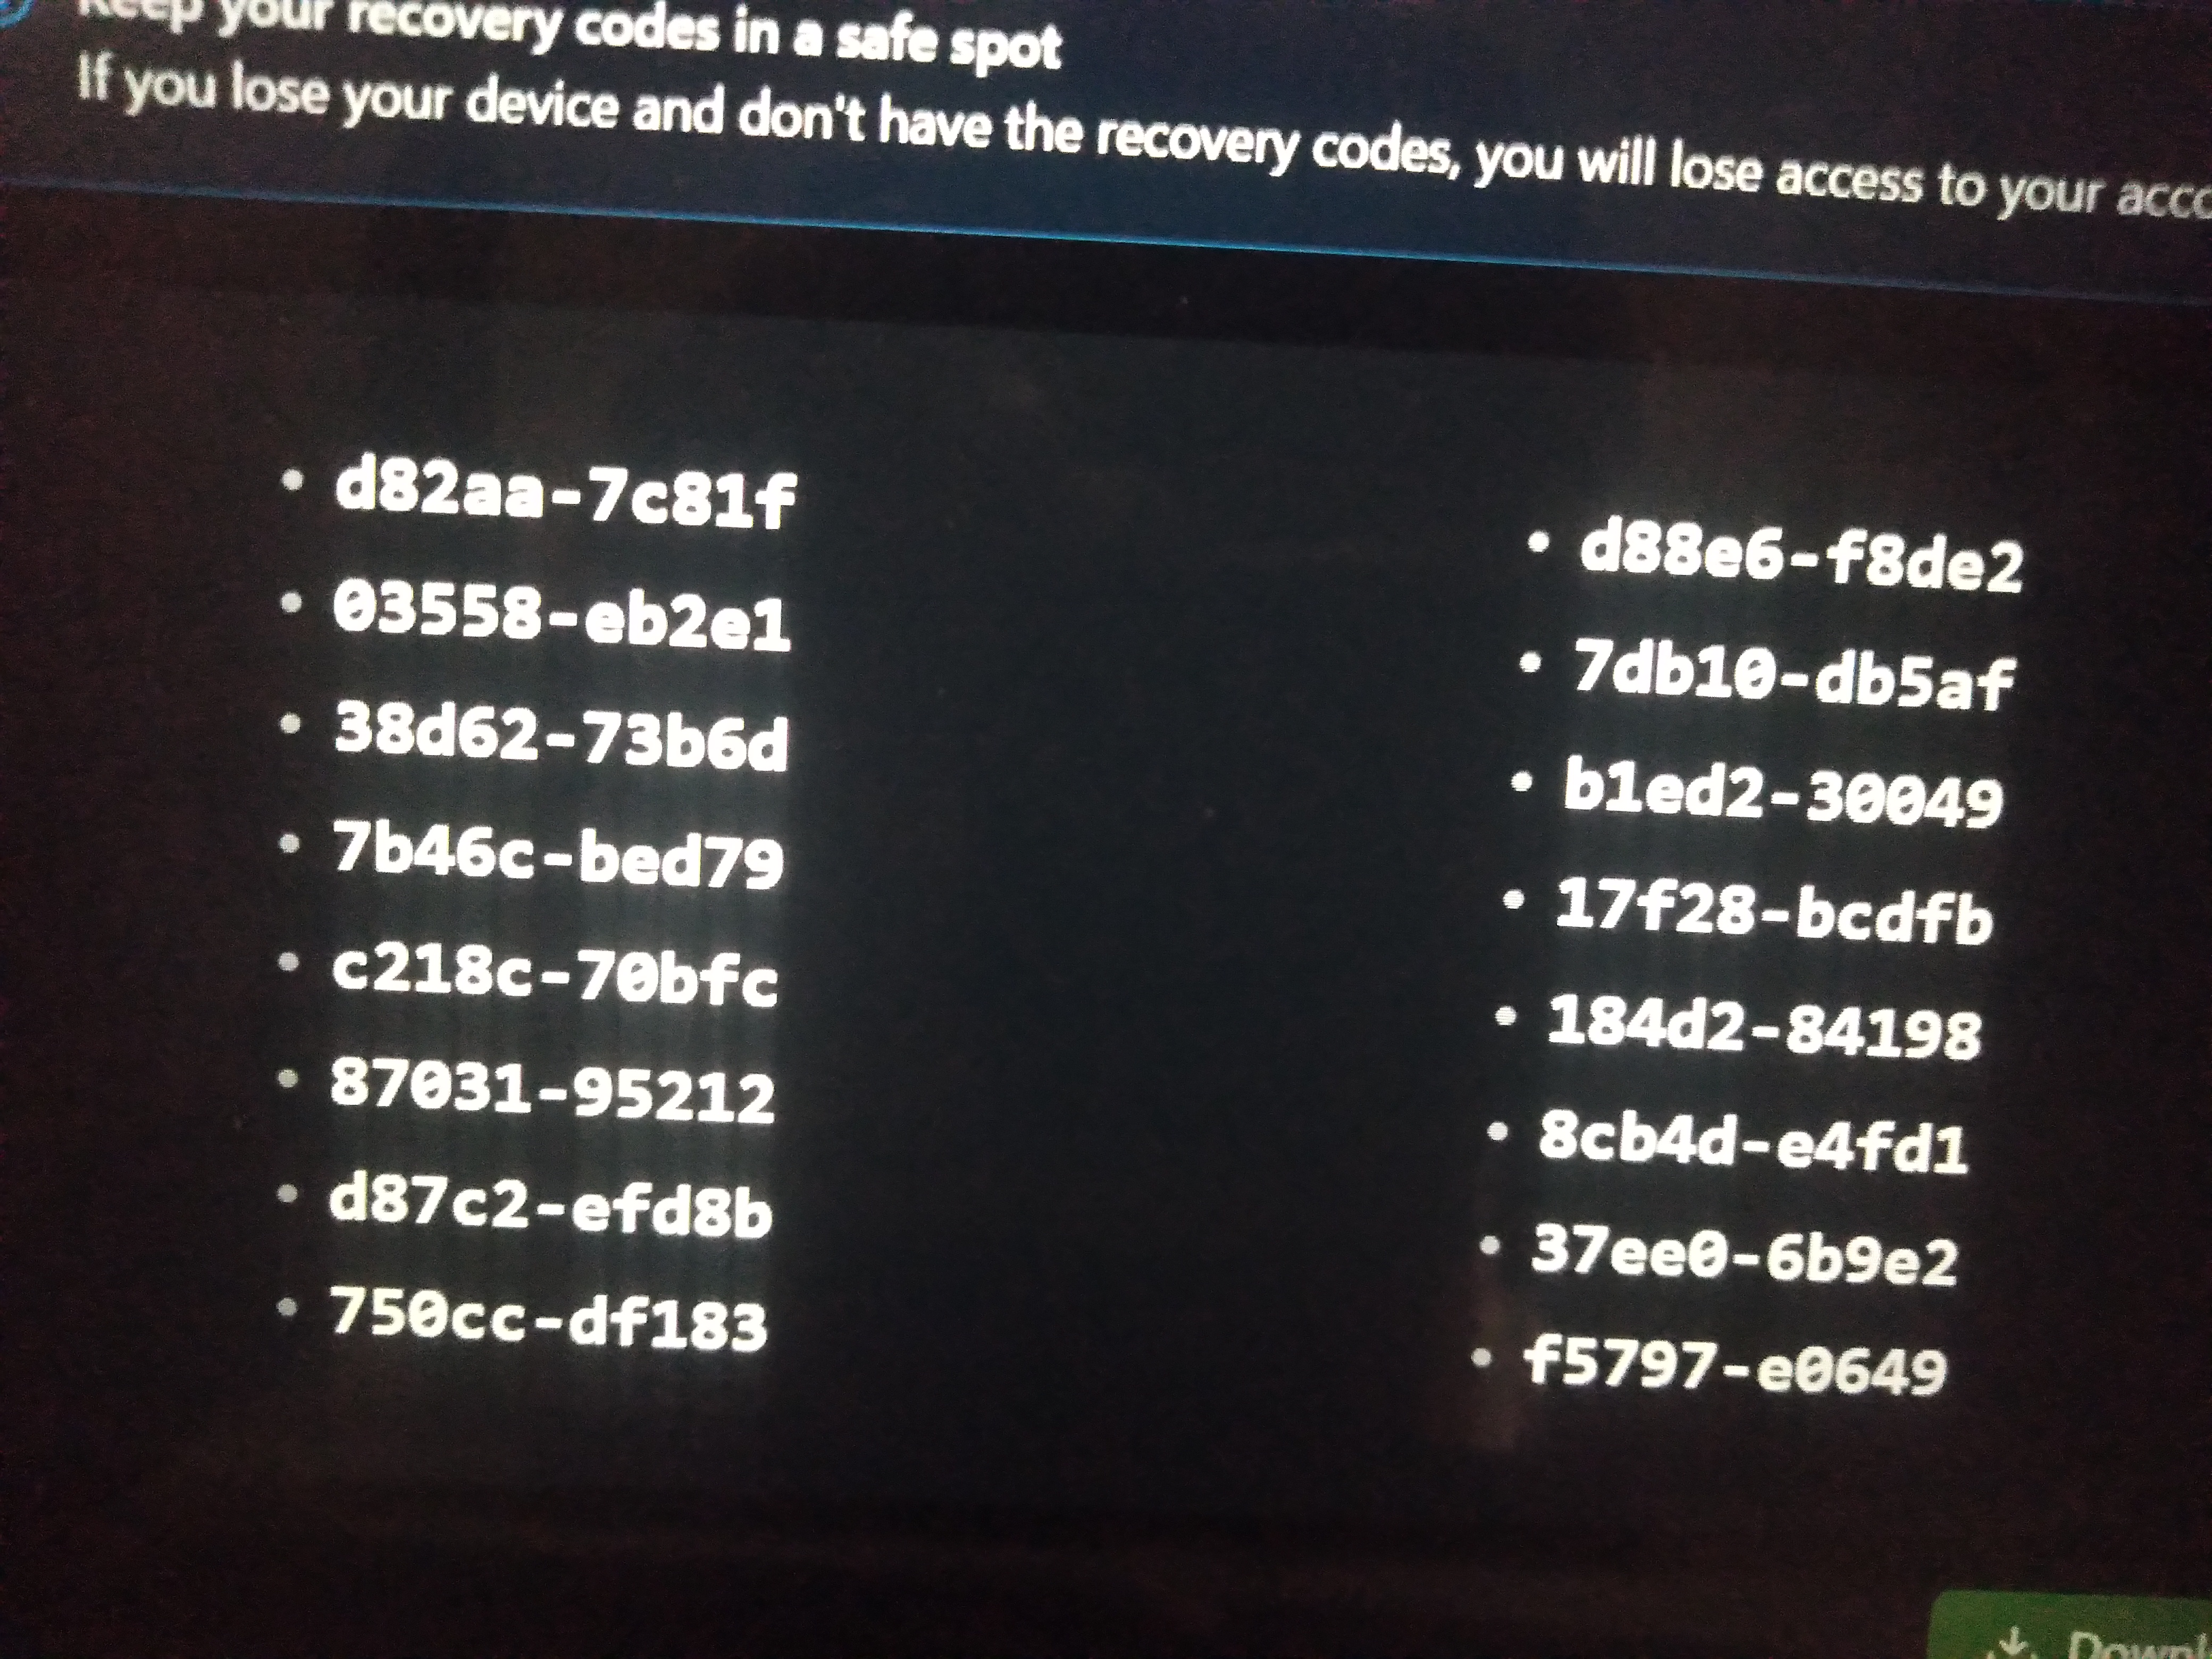 Keep your recovery codes in a safe spot
If you lose your device and don't have the recovery codes, you will lose access to your acco
d82aa-7c81f
03558-eb2e1
38d62-73b6d
7b46c-bed79
c218c-70bfc
87031-95212
d87c2-efd8b
750cc-df183
d88e6-f8de2
7db10-db5af
b1ed2-30049
17f28-bcdfb
184d2-84198
8cb4d-e4fd1
37ee0-6b9e2
f5797-e0649
Downl